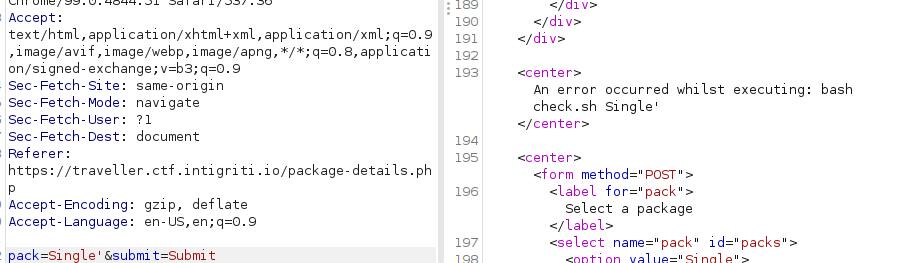 Chrome/99.0.4844.51 Safari/537.36
Accept:
text/html,application/xhtml+xml,application/xml;q=0.9
,image/avif,image/webp,image/apng,*/*;q=0.8,applicati
on/signed-exchange;v=b3;q=0.9
Sec-Fetch-Site: same-origin
Sec-Fetch-Mode: navigate
Sec-Fetch-User: ?1
Sec-Fetch-Dest: document
Referer:
https://traveller.ctf.intigriti.io/package-details.ph
p
Accept-Encoding: gzip, deflate
Accept-Language: en-US,en;q=0.9
pack=Single'&submit=Submit
189 </div>
190 </div>
191 </div>
192
193 <center>
An error occurred whilst executing: bash
check.sh Single'
</center>
194
195 <center>
<form method="POST">
196 <label for="pack">
Select a package
</label>
197 <select name="pack" id="packs">
198 <option value="Single">